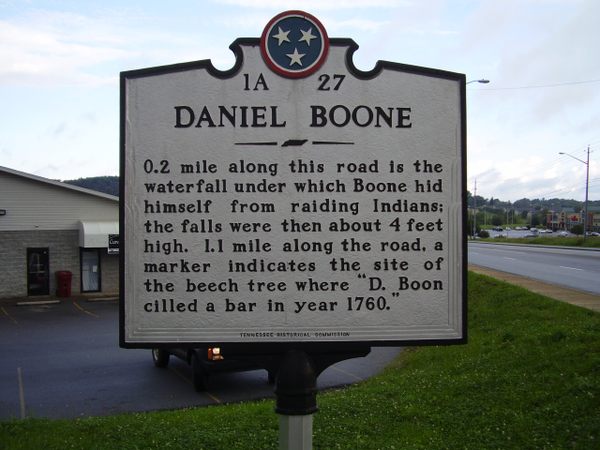 1A 27
DANIEL BOONE
0.2 mile along this road is the
waterfall under which Boone hid
himself from raiding Indians;
the falls were then about 4 feet
high. 1.1 mile along the road, a
marker indicates the site of
the beech tree where "D. Boon
cilled a bar in year 1760."
TENNESSEE HISTORICAL COMMISSION